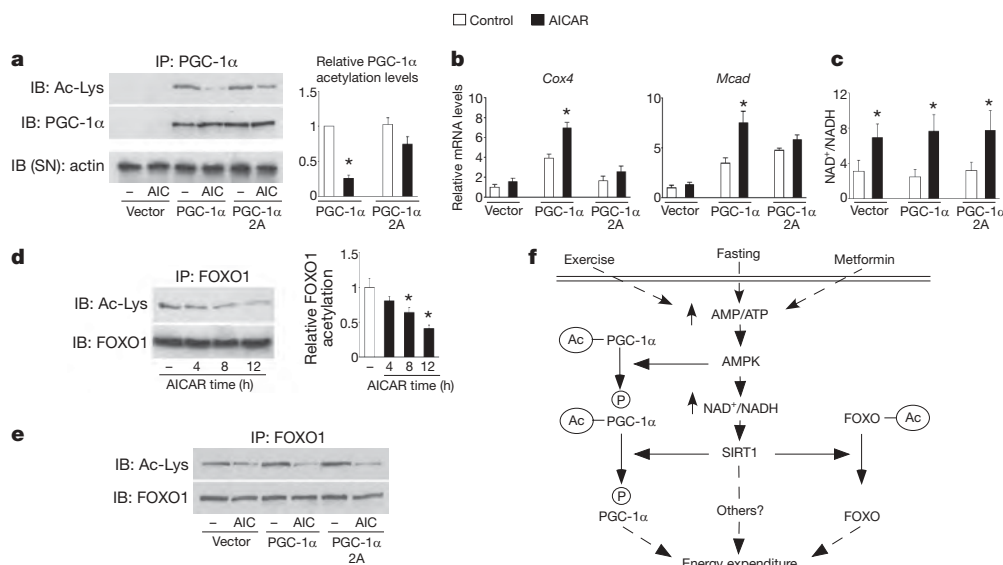 Control AICAR
a
IP: PGC-1α
IB: Ac-Lys
IB: PGC-1α
IB (SN): actin
– AIC – AIC – AIC
Vector PGC-1α PGC-1α
2A
Relative PGC-1α
acetylation levels
1.5
1
0.5
0
PGC-1α PGC-1α
2A
b
Cox4
Relative mRNA levels
10
8
6
4
2
0
Vector PGC-1α PGC-1α
2A
Mcad
10
5
0
Vector PGC-1α PGC-1α
2A
c
NAD+/NADH
12
8
4
0
Vector PGC-1α PGC-1α
2A
d
IP: FOXO1
IB: Ac-Lys
IB: FOXO1
– 4 8 12
AICAR time (h)
Relative FOXO1
acetylation
1.5
1
0.5
0
– 4 8 12
AICAR time (h)
e
IP: FOXO1
IB: Ac-Lys
IB: FOXO1
– AIC – AIC – AIC
Vector PGC-1α PGC-1α
2A
f
Exercise Fasting Metformin
AMP/ATP
Ac PGC-1α
AMPK
P
NAD+/NADH
Ac PGC-1α
FOXO Ac
SIRT1
P
PGC-1α
Others?
FOXO
Energy expenditure
* * * * * * * * *